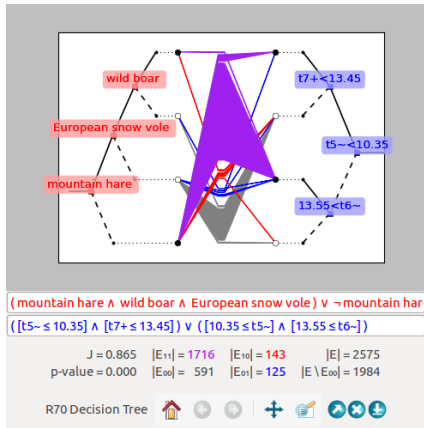 wild boar
t7+<13.45
European snow vole
t5~<10.35
mountain hare
13.55<t6~
( mountain hare ∧ wild boar ∧ European snow vole ) ∨ ¬ mountain har
( [t5~ ≤ 10.35] ∧ [t7+ ≤ 13.45] ) ∨ ( [10.35 ≤ t5~] ∧ [13.55 ≤ t6~] )
J = 0.865 |E₁₁| = 1716 |E₁₀| = 143 |E| = 2575
p-value = 0.000 |E₀₀| = 591 |E₀₁| = 125 |E \ E₀₀| = 1984
R70 Decision Tree